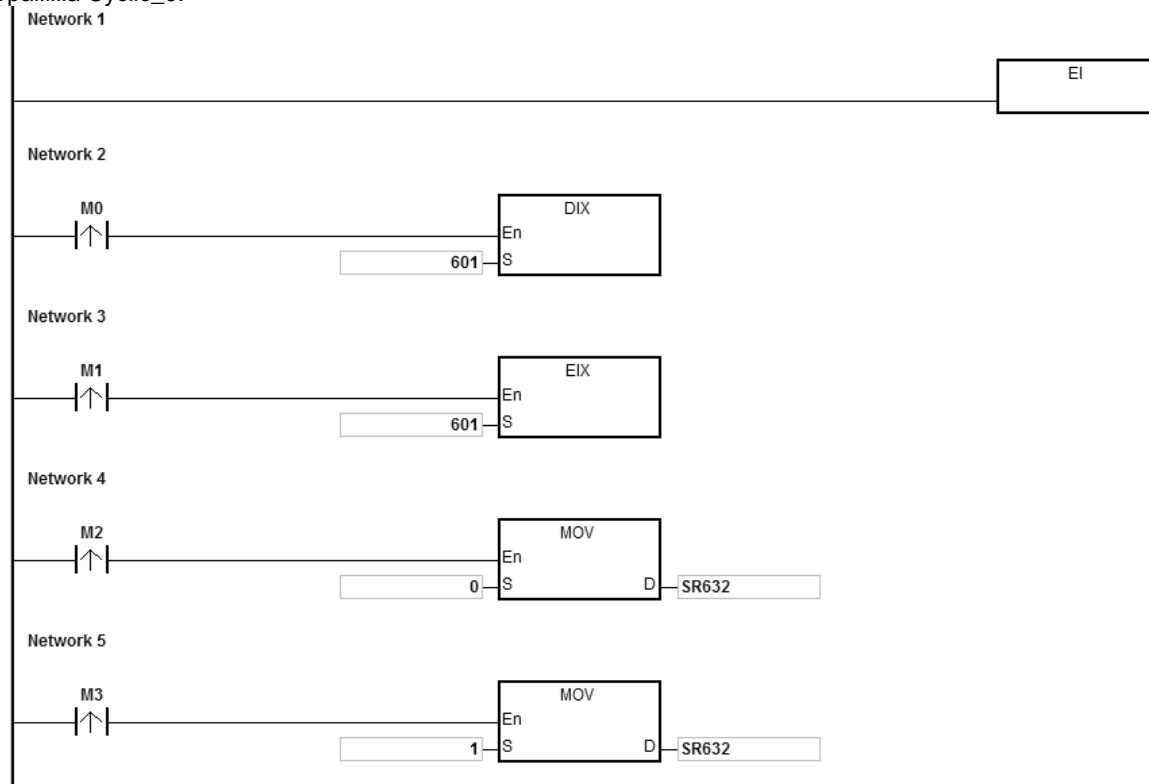 Network 1
EI
Network 2
M0
DIX
En
601 S
Network 3
M1
EIX
En
601 S
Network 4
M2
MOV
En
0 S D SR632
Network 5
M3
MOV
En
1 S D SR632